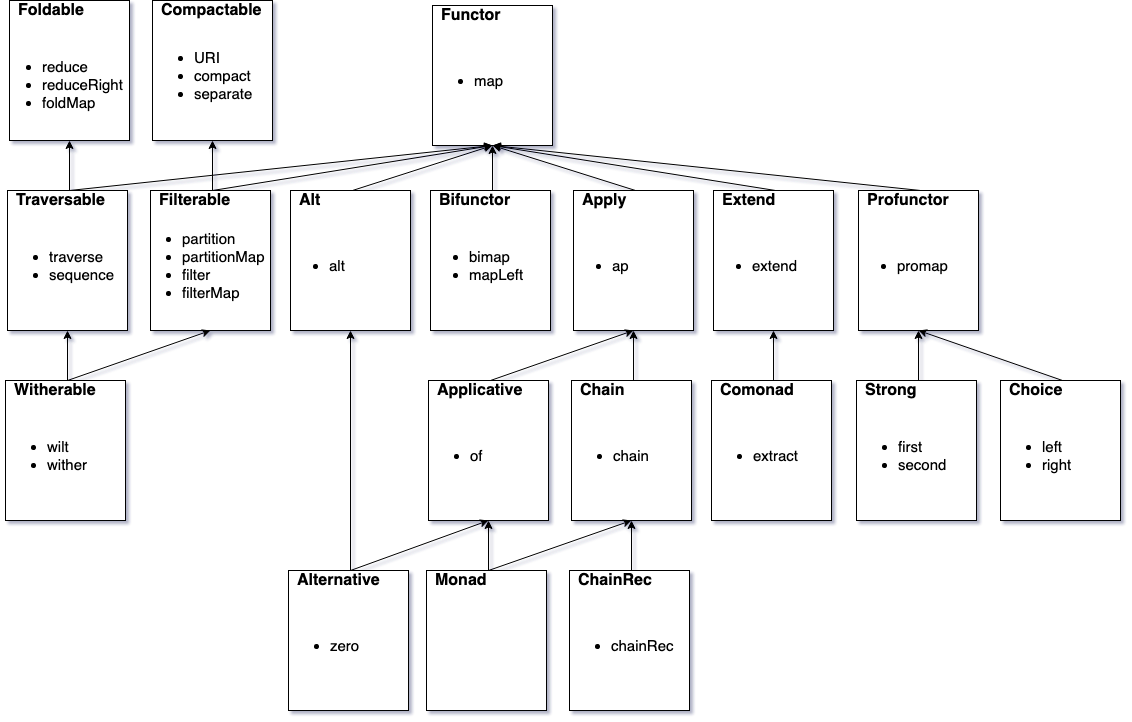 Foldable
• reduce
• reduceRight
• foldMap
Compactable
• URI
• compact
• separate
Functor
• map
Traversable
• traverse
• sequence
Filterable
• partition
• partitionMap
• filter
• filterMap
Alt
• alt
Bifunctor
• bimap
• mapLeft
Apply
• ap
Extend
• extend
Profunctor
• promap
Witherable
• wilt
• wither
Applicative
• of
Chain
• chain
Comonad
• extract
Strong
• first
• second
Choice
• left
• right
Alternative
• zero
Monad
ChainRec
• chainRec